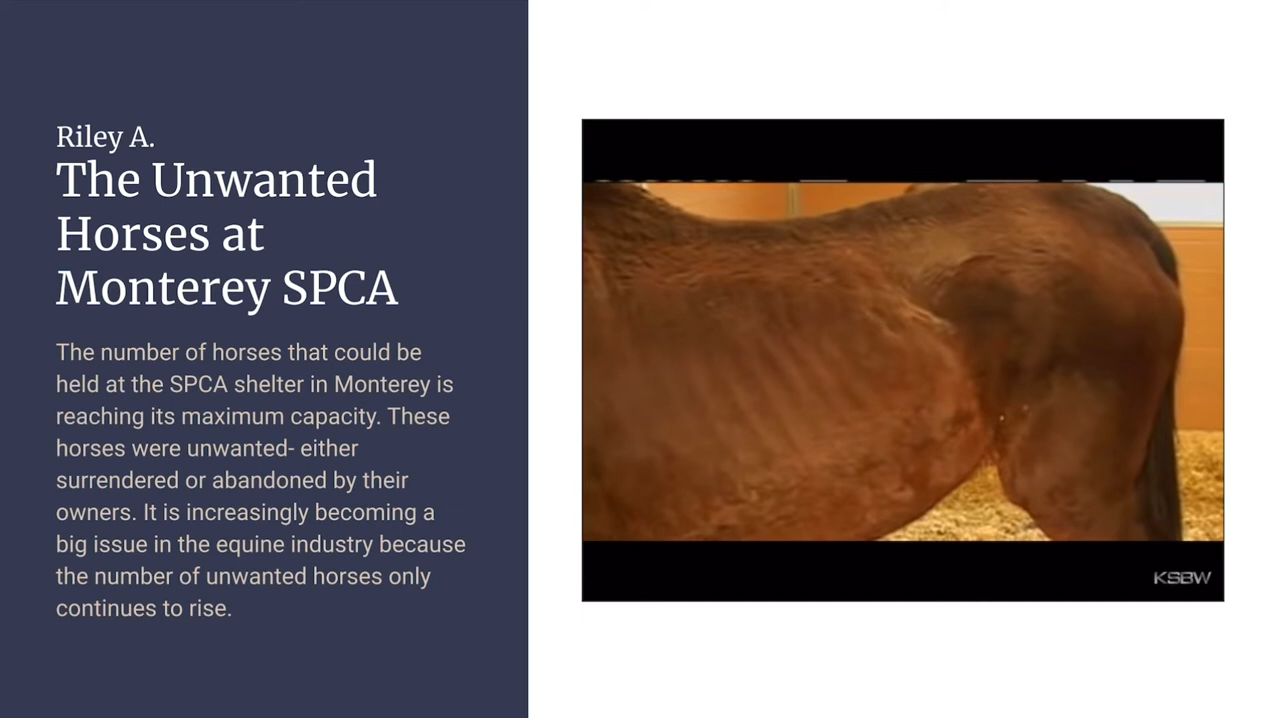 Riley A.
The Unwanted
Horses at
Monterey SPCA
The number of horses that could be
held at the SPCA shelter in Monterey is
reaching its maximum capacity. These
horses were unwanted- either
surrendered or abandoned by their
owners. It is increasingly becoming a
big issue in the equine industry because
the number of unwanted horses only
continues to rise.
KSBW